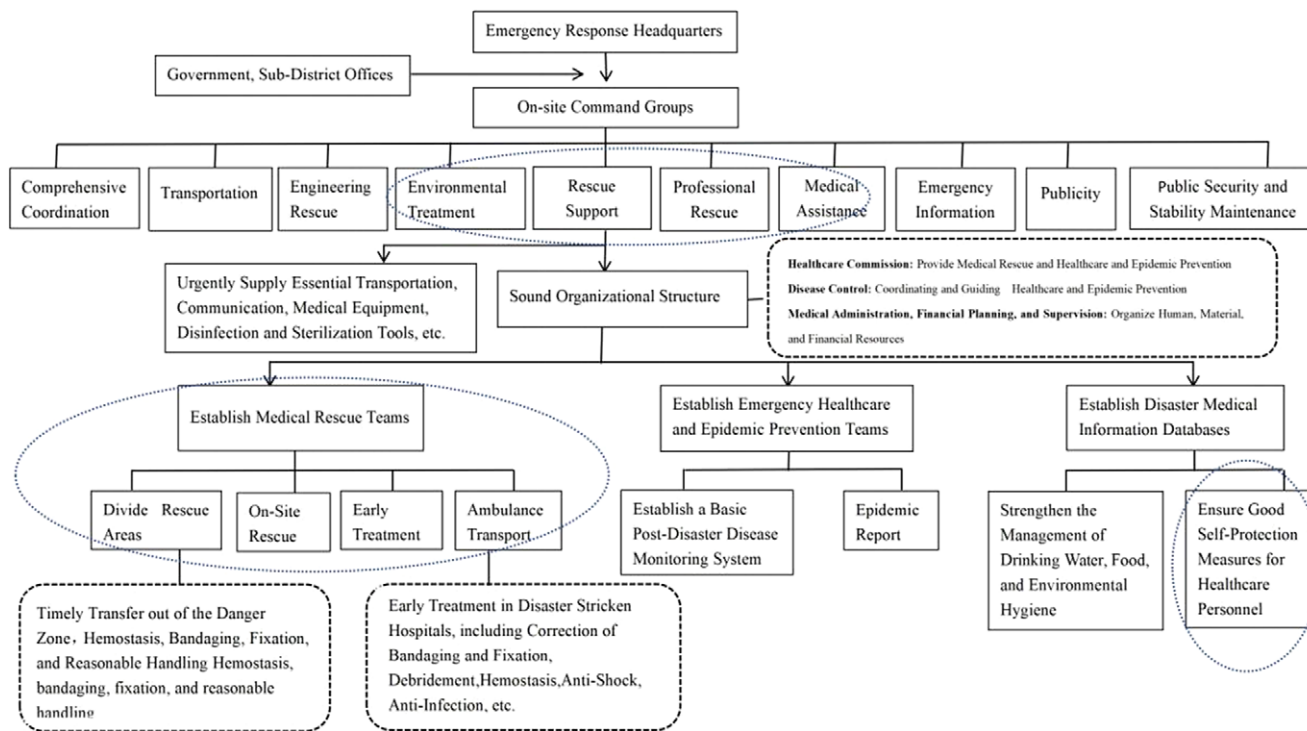 Emergency Response Headquarters
Government, Sub-District Offices
On-site Command Groups
Comprehensive
Coordination
Transportation
Engineering
Rescue
Environmental
Treatment
Rescue
Support
Professional
Rescue
Medical
Assistance
Emergency
Information
Publicity
Public Security and
Stability Maintenance
Urgently Supply Essential Transportation,
Communication, Medical Equipment,
Disinfection and Sterilization Tools, etc.
Sound Organizational Structure
Healthcare Commission: Provide Medical Rescue and Healthcare and Epidemic Prevention
Disease Control: Coordinating and Guiding Healthcare and Epidemic Prevention
Medical Administration, Financial Planning, and Supervision: Organize Human, Material,
and Financial Resources
Establish Medical Rescue Teams
Establish Emergency Healthcare
and Epidemic Prevention Teams
Establish Disaster Medical
Information Databases
Divide Rescue
Areas
On-Site
Rescue
Early
Treatment
Ambulance
Transport
Establish a Basic
Post-Disaster Disease
Monitoring System
Epidemic
Report
Strengthen the
Management of
Drinking Water, Food,
and Environmental
Hygiene
Ensure Good
Self-Protection
Measures for
Healthcare
Personnel
Timely Transfer out of the Danger
Zone，Hemostasis, Bandaging, Fixation,
and Reasonable Handling Hemostasis,
bandaging, fixation, and reasonable
handling
Early Treatment in Disaster Stricken
Hospitals, including Correction of
Bandaging and Fixation,
Debridement,Hemostasis,Anti-Shock,
Anti-Infection, etc.